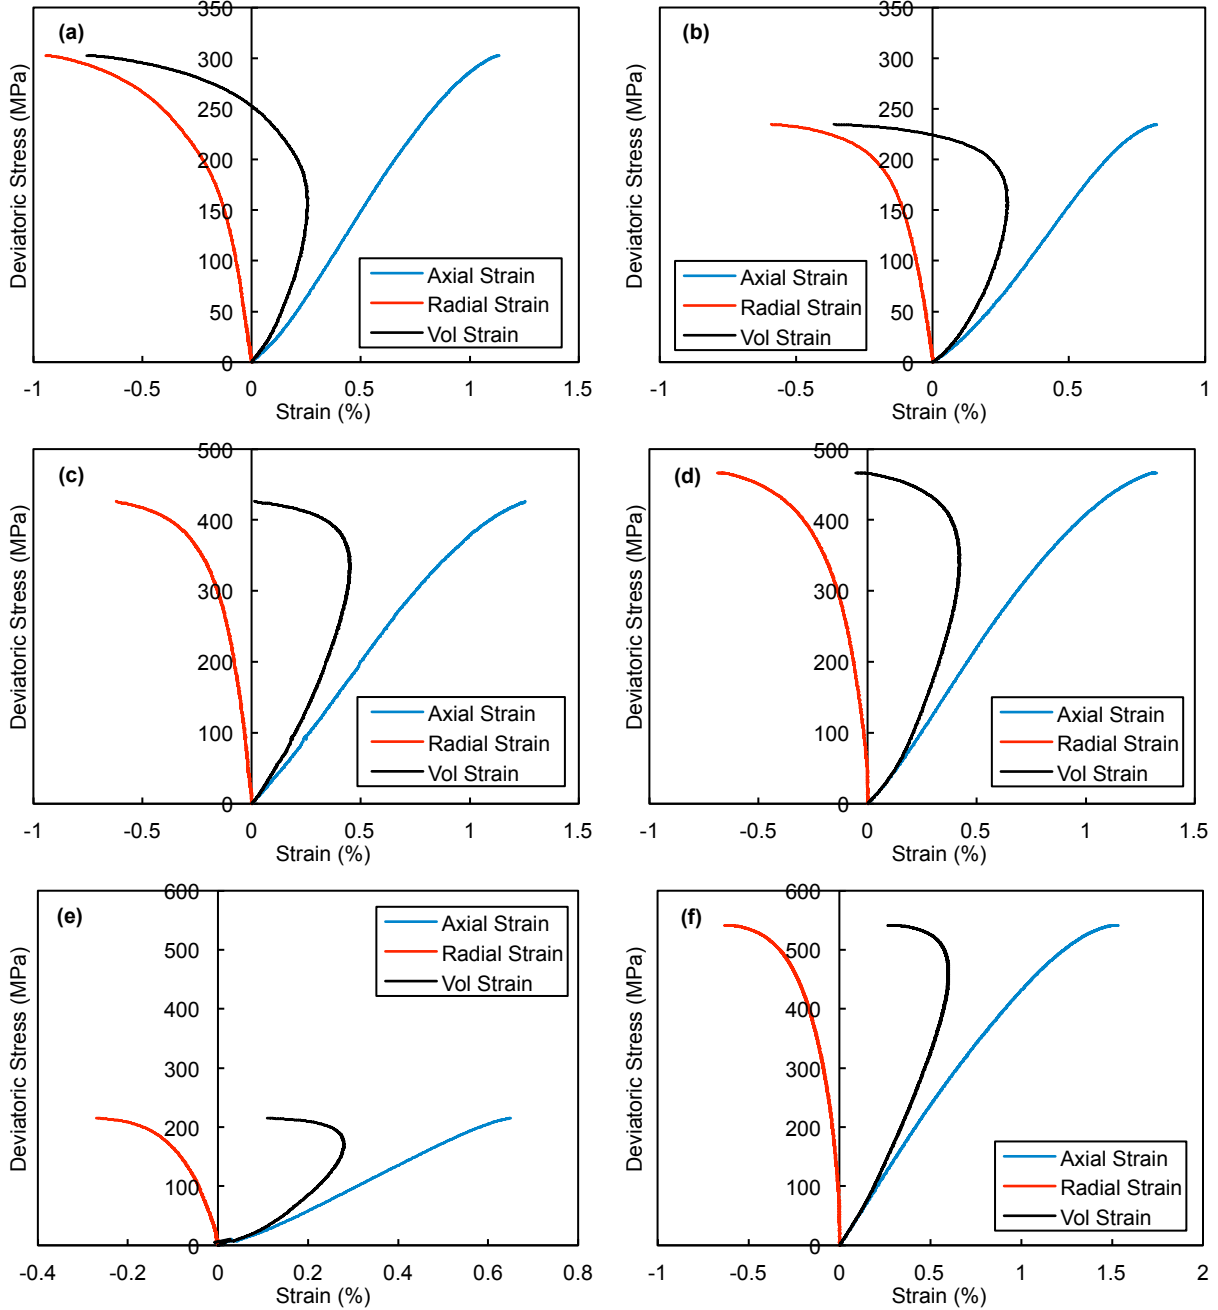 (a)
Deviatoric Stress (MPa)
350
300
250
200
150
100
50
0
Axial Strain
Radial Strain
Vol Strain
-1 -0.5 0 0.5 1 1.5
Strain (%)
(b)
Deviatoric Stress (MPa)
350
300
250
200
150
100
50
0
Axial Strain
Radial Strain
Vol Strain
-1 -0.5 0 0.5 1
Strain (%)
(c)
Deviatoric Stress (MPa)
500
400
300
200
100
0
Axial Strain
Radial Strain
Vol Strain
-1 -0.5 0 0.5 1 1.5
Strain (%)
(d)
Deviatoric Stress (MPa)
500
400
300
200
100
0
Axial Strain
Radial Strain
Vol Strain
-1 -0.5 0 0.5 1 1.5
Strain (%)
(e)
Deviatoric Stress (MPa)
600
500
400
300
200
100
0
Axial Strain
Radial Strain
Vol Strain
-0.4 -0.2 0 0.2 0.4 0.6 0.8
Strain (%)
(f)
Deviatoric Stress (MPa)
600
500
400
300
200
100
0
Axial Strain
Radial Strain
Vol Strain
-1 -0.5 0 0.5 1 1.5 2
Strain (%)